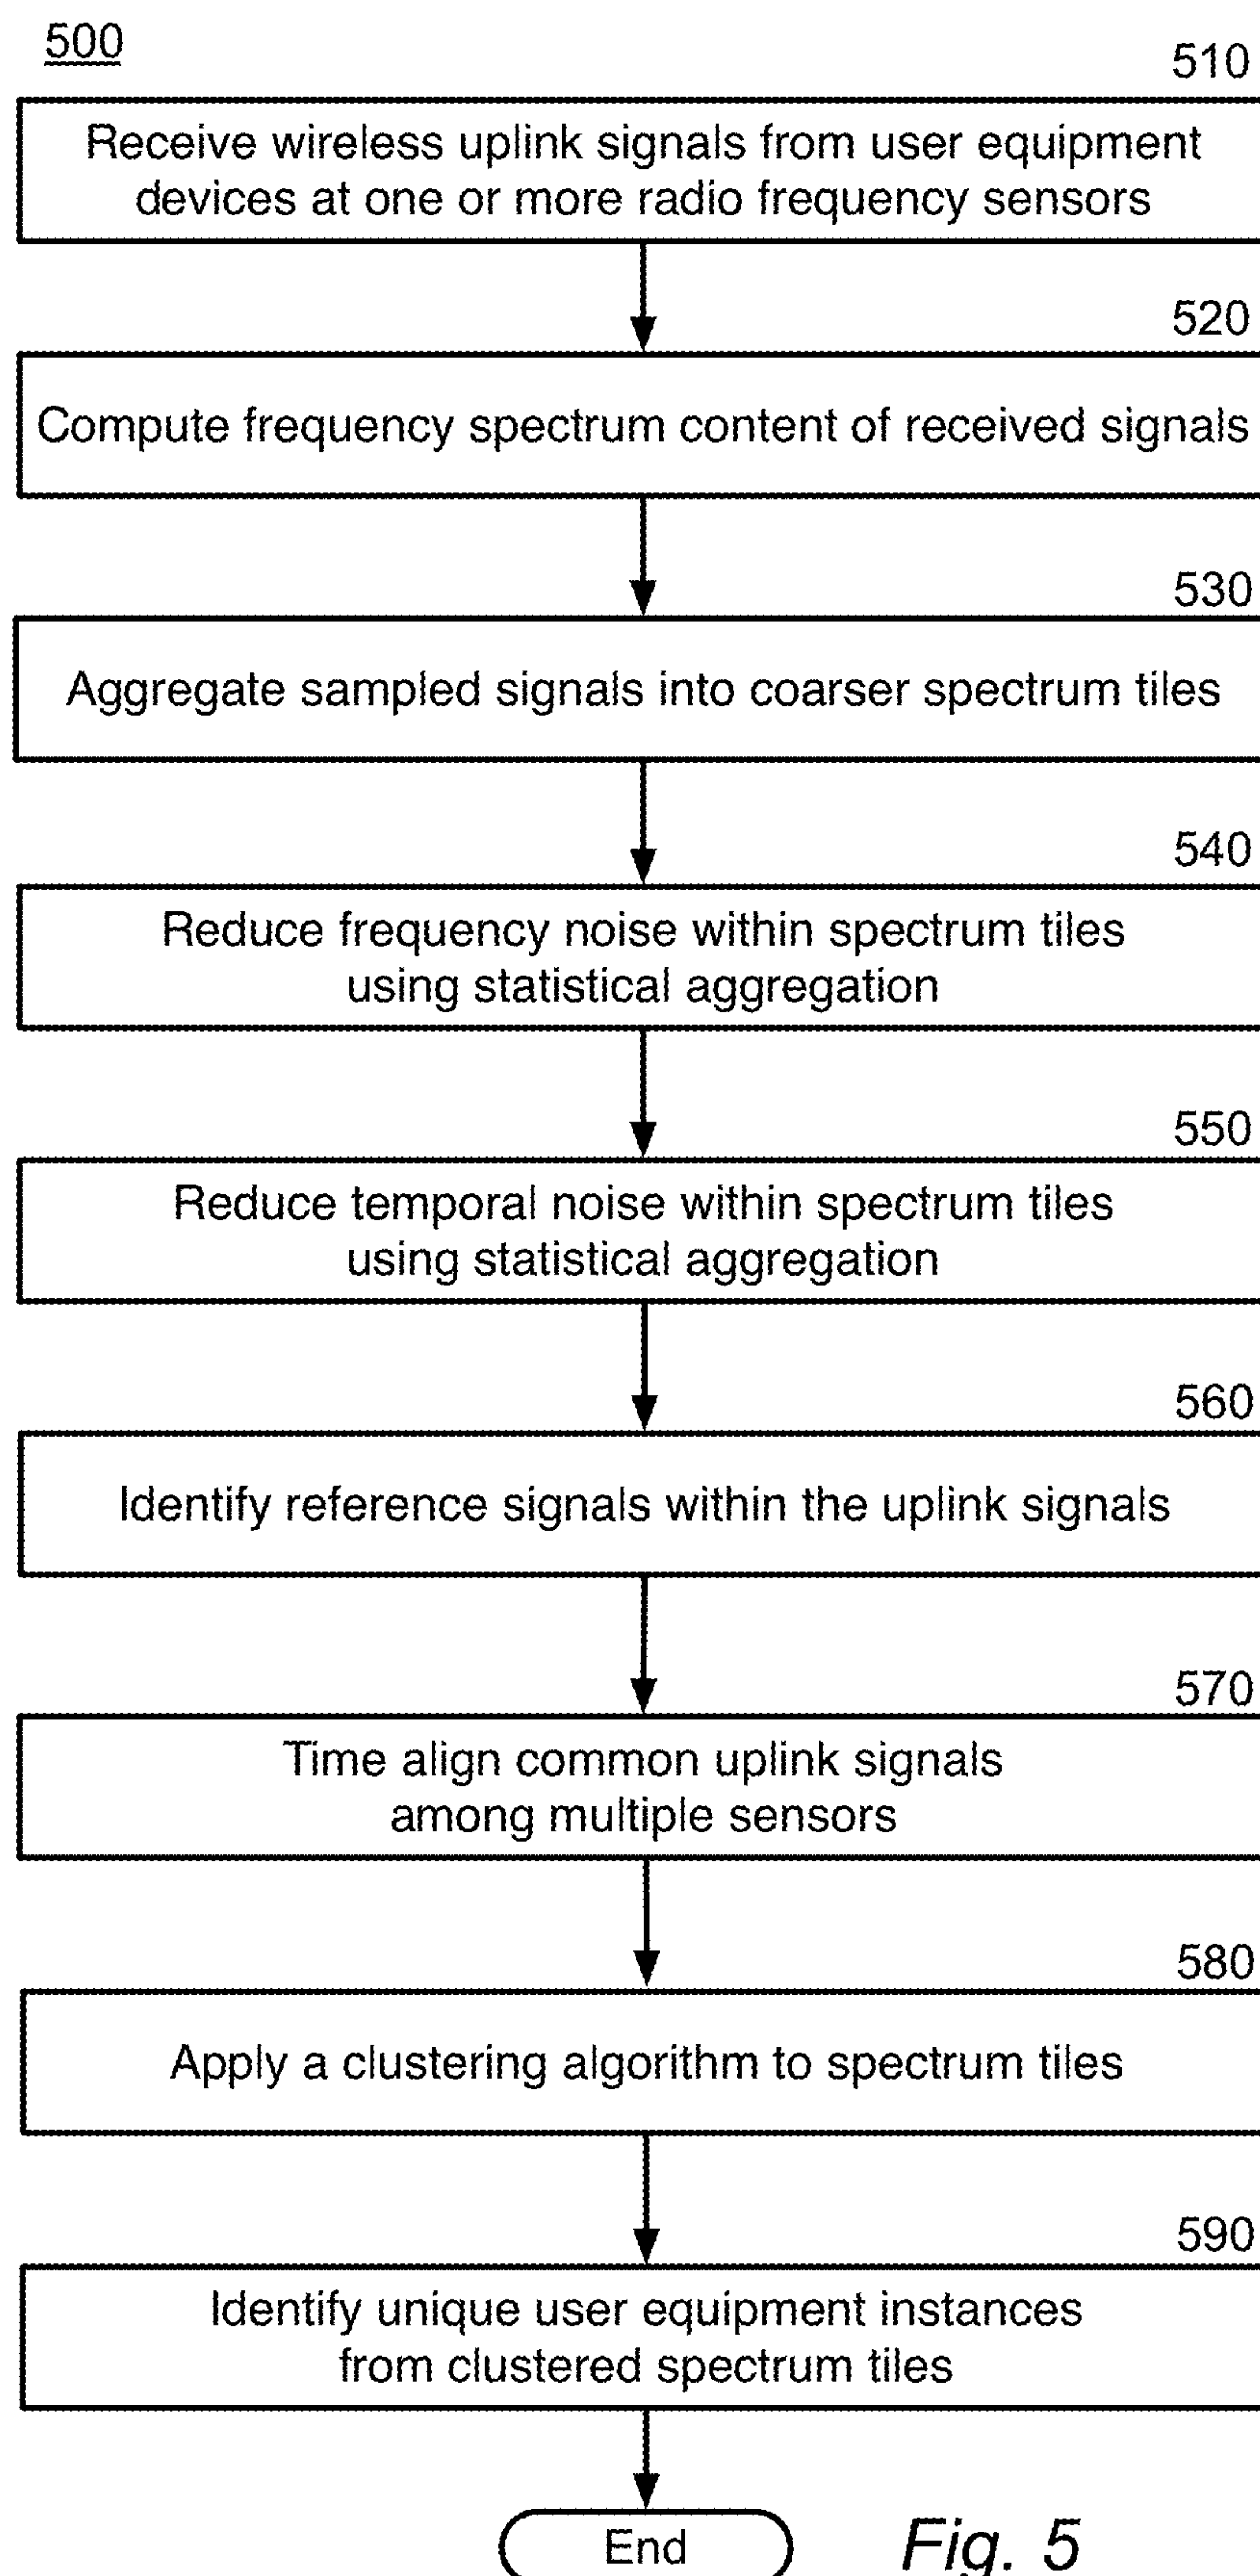 500
510
Receive wireless uplink signals from user equipment
devices at one or more radio frequency sensors
520
Compute frequency spectrum content of received signals
530
Aggregate sampled signals into coarser spectrum tiles
540
Reduce frequency noise within spectrum tiles
using statistical aggregation
550
Reduce temporal noise within spectrum tiles
using statistical aggregation
560
Identify reference signals within the uplink signals
570
Time align common uplink signals
among multiple sensors
580
Apply a clustering algorithm to spectrum tiles
590
Identify unique user equipment instances
from clustered spectrum tiles
End
Fig. 5